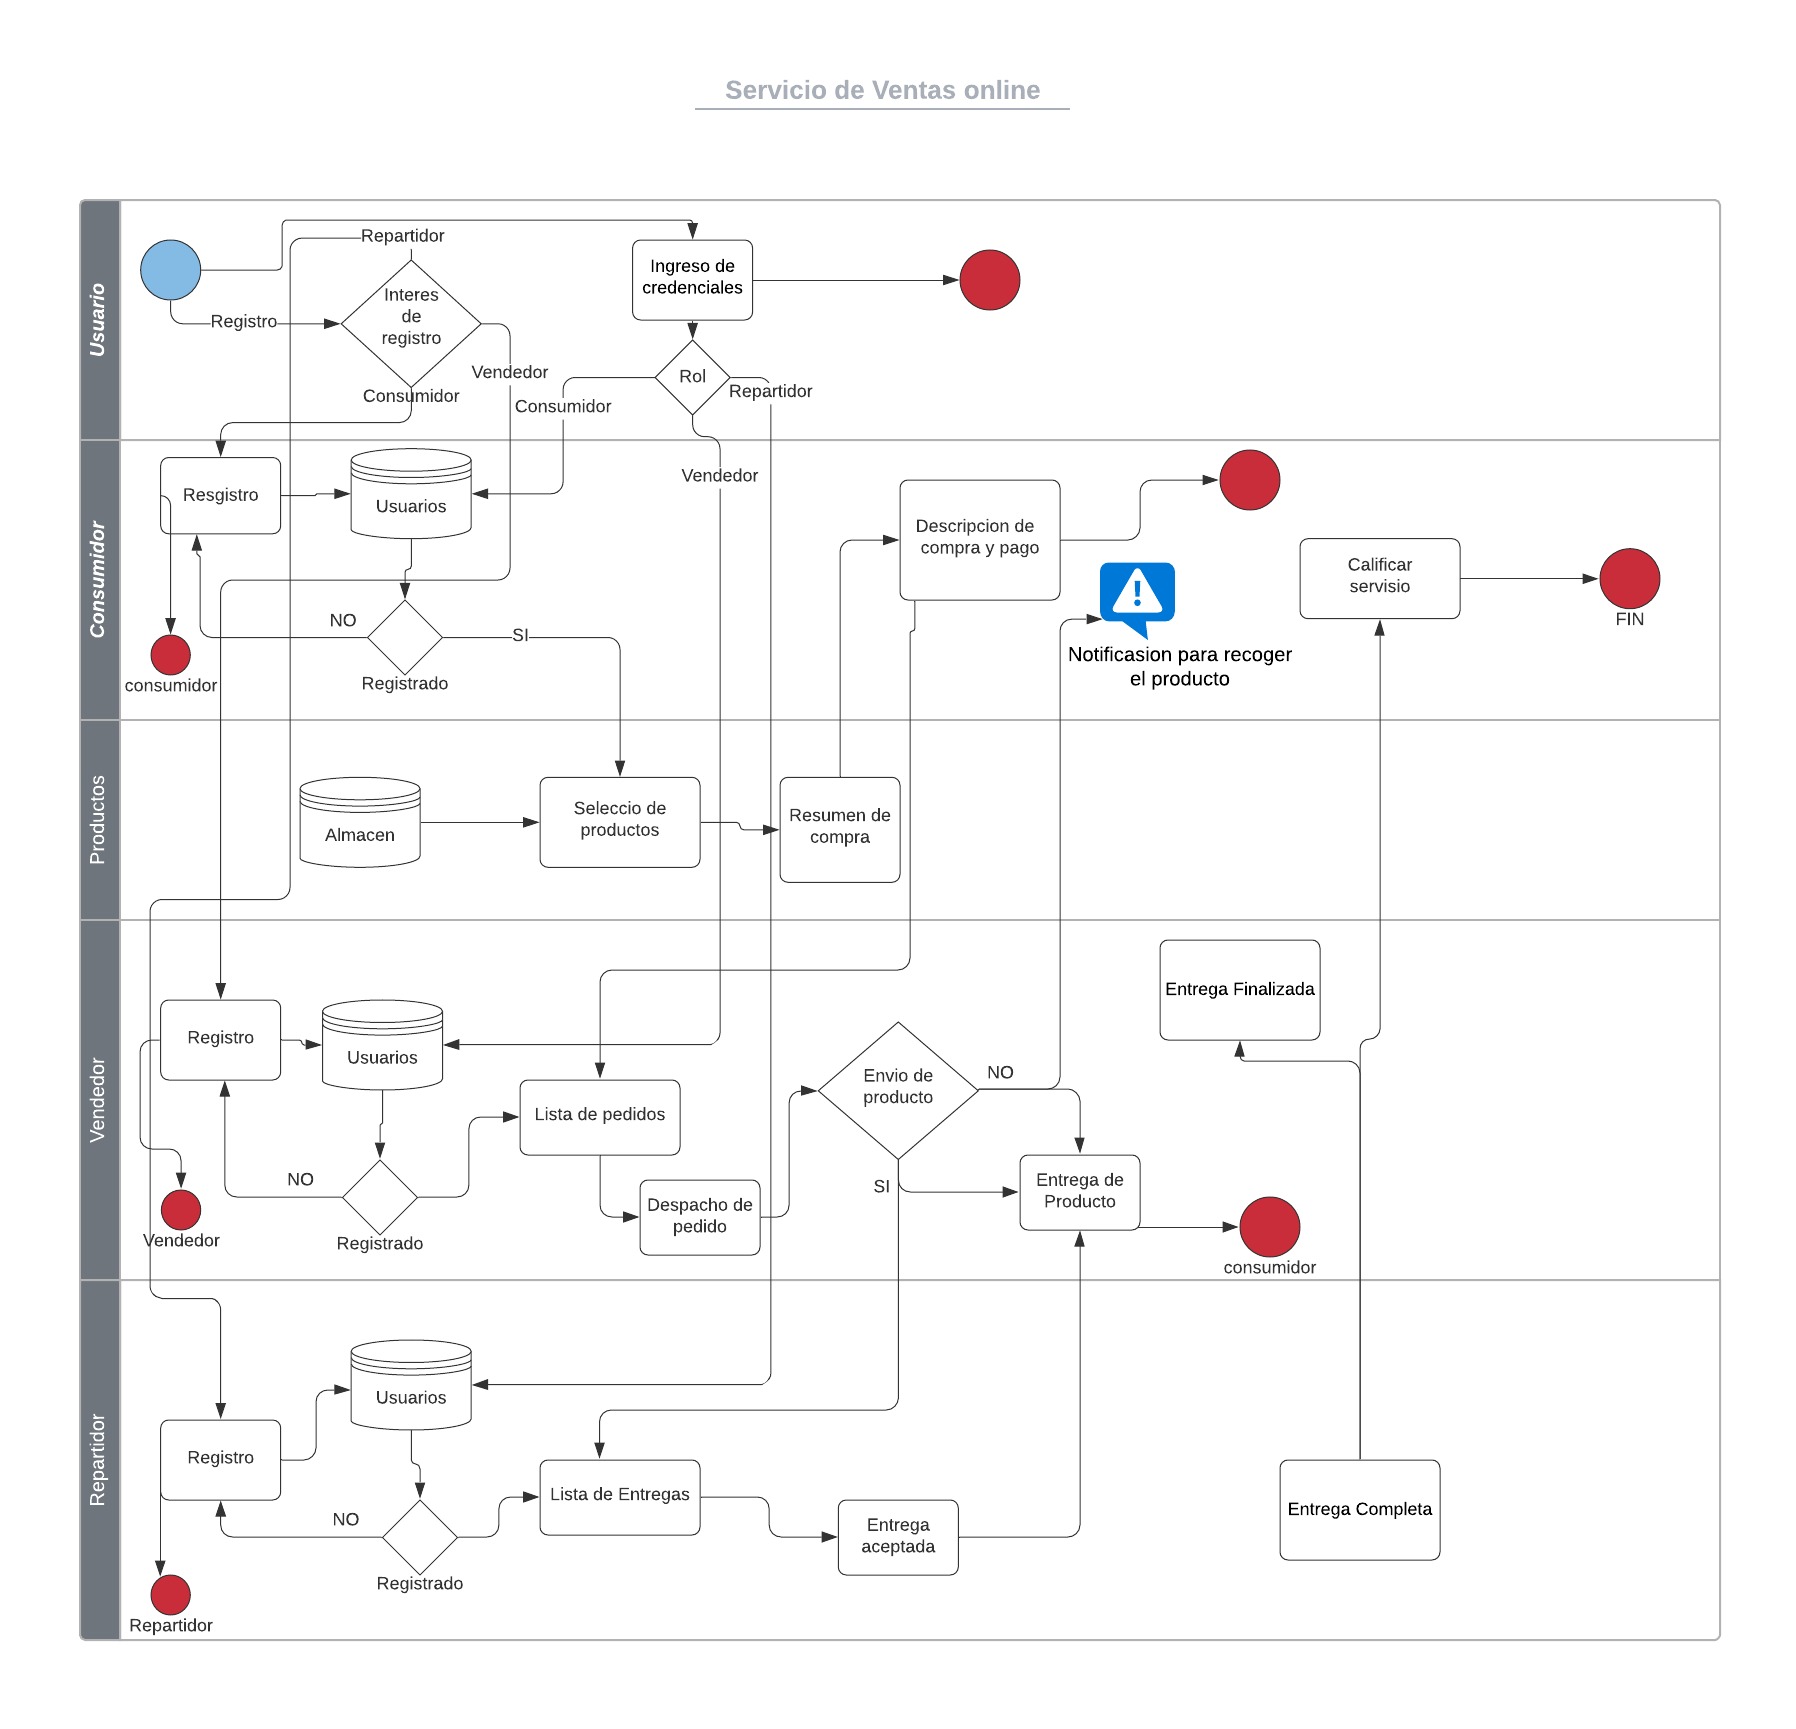 Servicio de Ventas online
Usuario
Repartidor
Ingreso de
credenciales
Interes
de
registro
Registro
Vendedor
Rol
Repartidor
Consumidor
Consumidor
Consumidor
Resgistro
Usuarios
Vendedor
Descripcion de
compra y pago
Calificar
servisio
FIN
NO
SI
Registrado
consumidor
Notificasion para recoger
el producto
Productos
Almacen
Seleccio de
productos
Resumen de
compra
Vendedor
Entrega Finalizada
Registro
Usuarios
Lista de pedidos
Envio de
producto
NO
NO
Registrado
Vendedor
Despacho de
pedido
SI
Entrega de
Producto
consumidor
Repartidor
Registro
Usuarios
NO
Registrado
Lista de Entregas
Entrega
aceptada
Entrega Completa
Repartidor